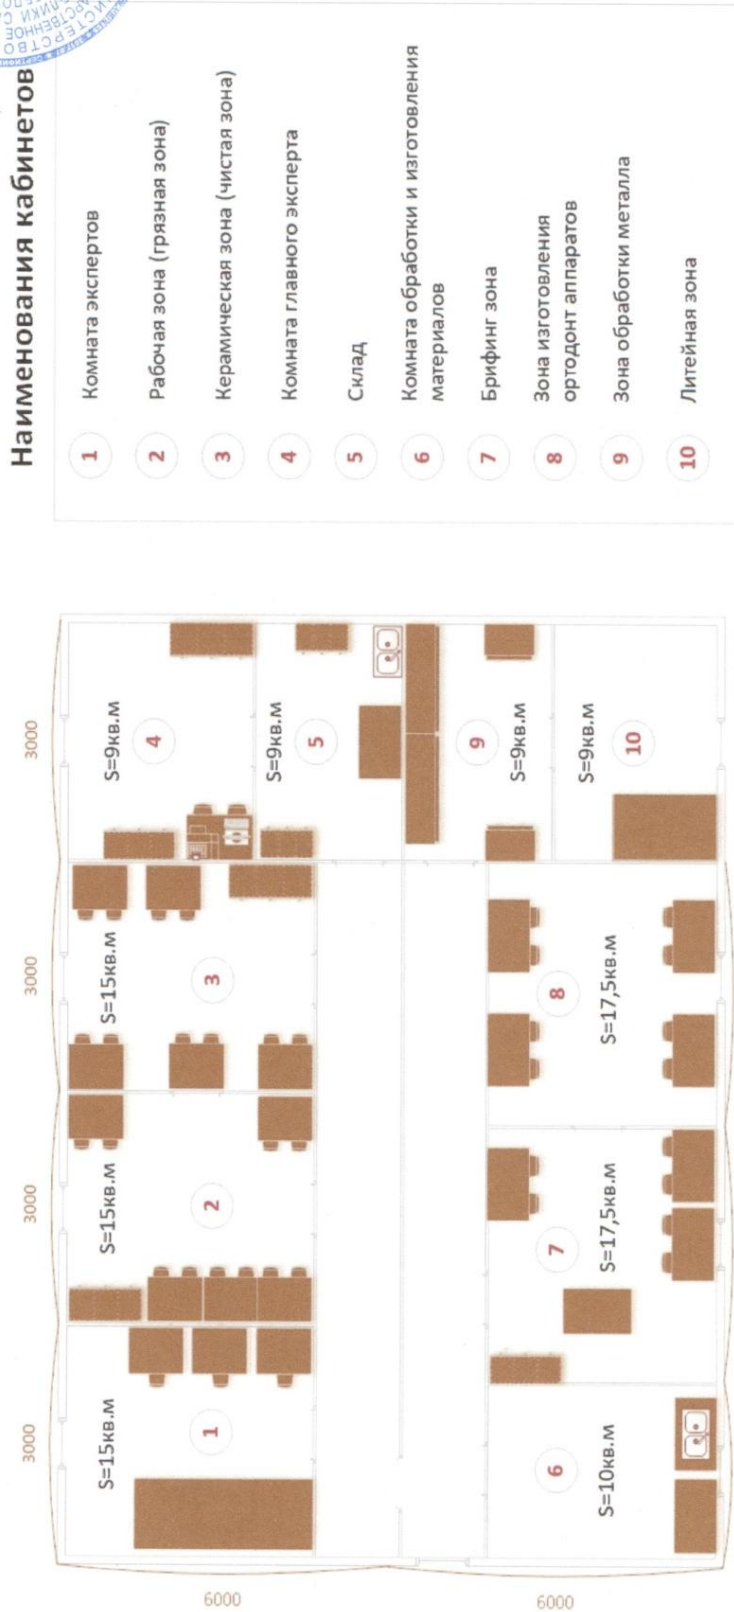 Наименования кабинетов
1 Комната экспертов
2 Рабочая зона (грязная зона)
3 Керамическая зона (чистая зона)
4 Комната главного эксперта
5 Склад
6 Комната обработки и изготовления
материалов
7 Брифинг зона
8 Зона изготовления
ортодонт аппаратов
9 Зона обработки металла
10 Литейная зона
3000
3000
3000
3000
6000
6000
S=15кв.м
1
S=15кв.м
2
S=15кв.м
3
S=9кв.м
4
S=9кв.м
5
S=10кв.м
6
S=17,5кв.м
7
S=17,5кв.м
8
S=9кв.м
9
S=9кв.м
10